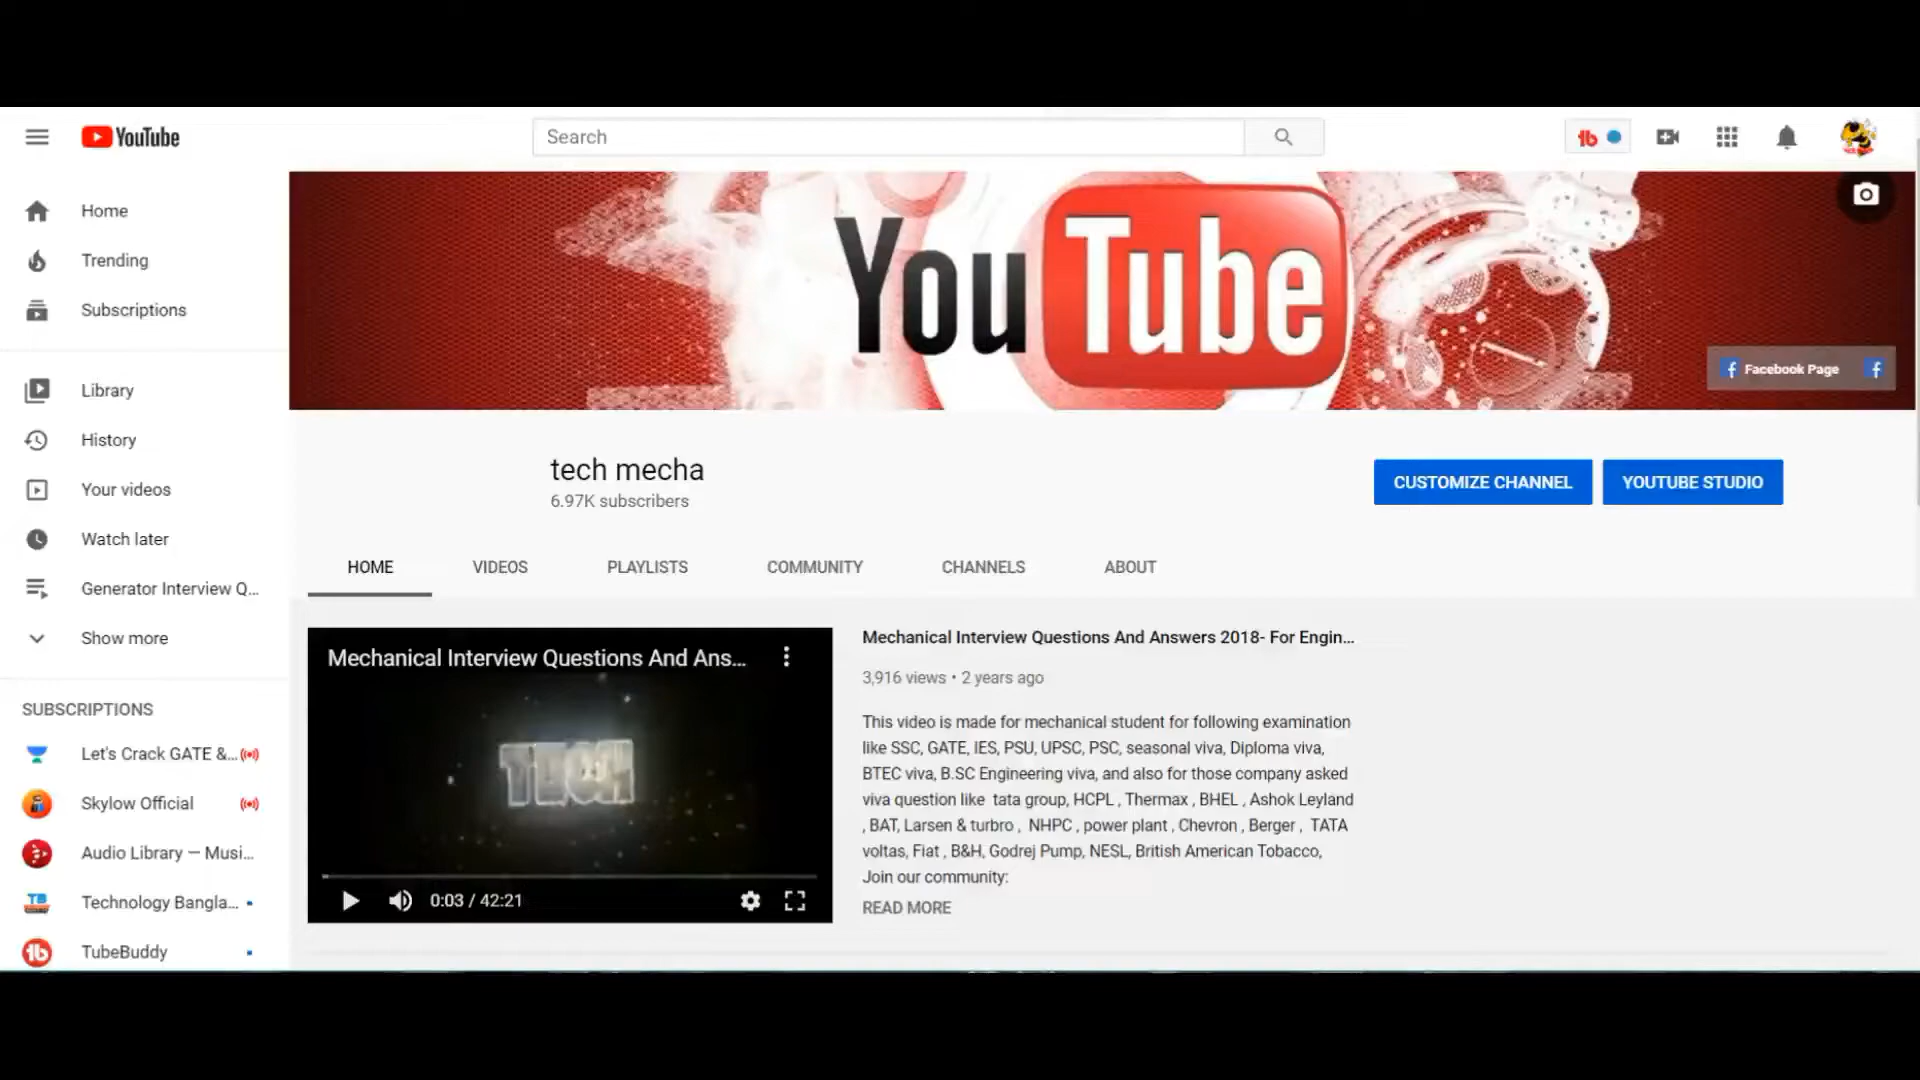 YouTube
Search
Home
Trending
Subscriptions
Library
History
Your videos
Watch later
Generator Interview Q...
Show more
SUBSCRIPTIONS
Let's Crack GATE &...
Skylow Official
Audio Library — Musi...
Technology Bangla...
TubeBuddy
YouTube
Facebook Page
tech mecha
6.97K subscribers
CUSTOMIZE CHANNEL
YOUTUBE STUDIO
HOME
VIDEOS
PLAYLISTS
COMMUNITY
CHANNELS
ABOUT
Mechanical Interview Questions And Ans...
TECH
0:03 / 42:21
Mechanical Interview Questions And Answers 2018- For Engin...
3,916 views • 2 years ago
This video is made for mechanical student for following examination
like SSC, GATE, IES, PSU, UPSC, PSC, seasonal viva, Diploma viva,
BTEC viva, B.SC Engineering viva, and also for those company asked
viva question like  tata group, HCPL , Thermax , BHEL , Ashok Leyland
, BAT, Larsen & turbro ,  NHPC , power plant , Chevron , Berger ,  TATA
voltas, Fiat , B&H, Godrej Pump, NESL, British American Tobacco,
Join our community:
READ MORE